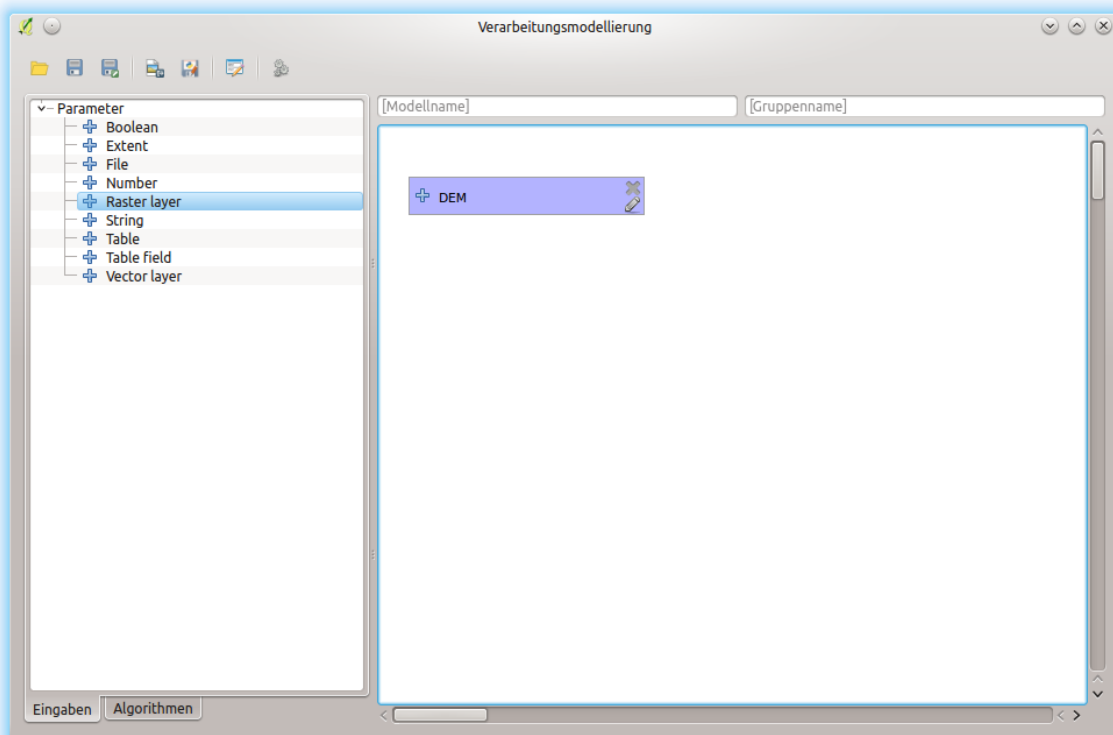 Verarbeitungsmodellierung
Parameter
Boolean
Extent
File
Number
Raster layer
String
Table
Table field
Vector layer
[Modellname]
[Gruppenname]
DEM
Eingaben
Algorithmen